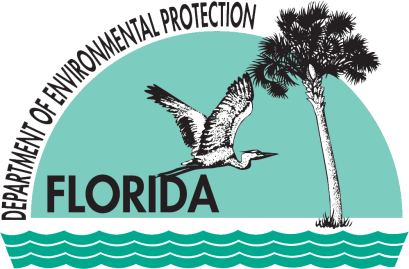 DEPARTMENT OF ENVIRONMENTAL PROTECTION
FLORIDA